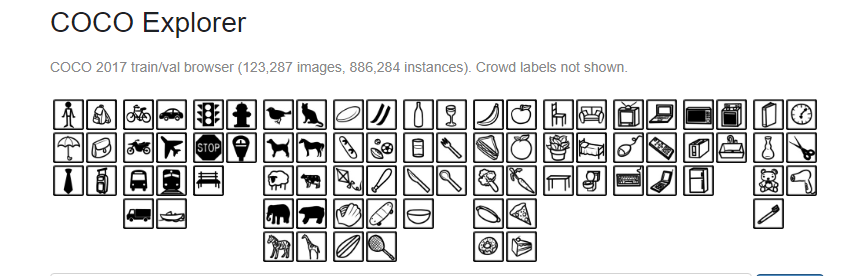 COCO Explorer
COCO 2017 train/val browser (123,287 images, 886,284 instances). Crowd labels not shown.
STOP